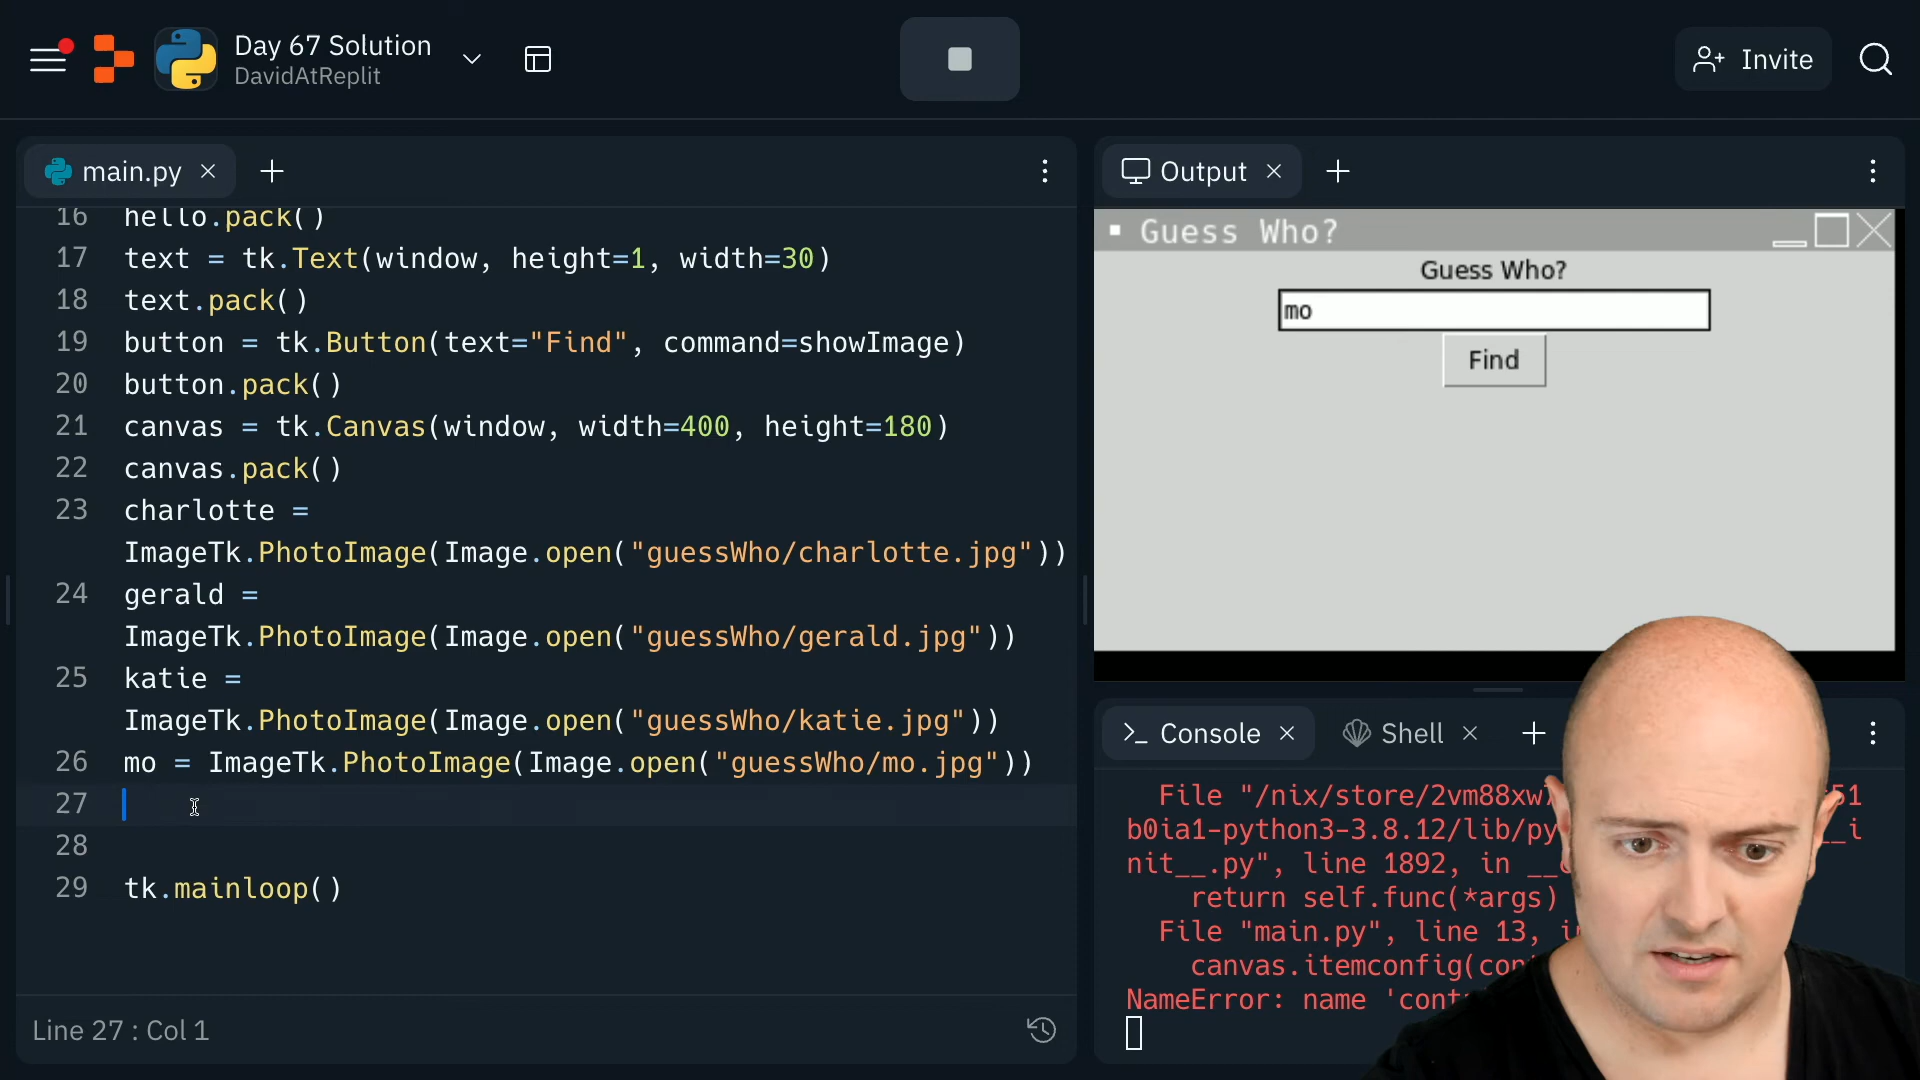 Day 67 Solution
DavidAtReplit
Invite
main.py
16 hello.pack()
17 text = tk.Text(window, height=1, width=30)
18 text.pack()
19 button = tk.Button(text="Find", command=showImage)
20 button.pack()
21 canvas = tk.Canvas(window, width=400, height=180)
22 canvas.pack()
23 charlotte =
ImageTk.PhotoImage(Image.open("guessWho/charlotte.jpg"))
24 gerald =
ImageTk.PhotoImage(Image.open("guessWho/gerald.jpg"))
25 katie =
ImageTk.PhotoImage(Image.open("guessWho/katie.jpg"))
26 mo = ImageTk.PhotoImage(Image.open("guessWho/mo.jpg"))
27
28
29 tk.mainloop()
Line 27 : Col 1
Output
Guess Who?
Guess Who?
mo
Find
Console
Shell
File "/nix/store/2vm88xw
b0ia1-python3-3.8.12/lib/py
nit__.py", line 1892, in
return self.func(*args)
File "main.py", line 13,
canvas.itemconfig(
NameError: name